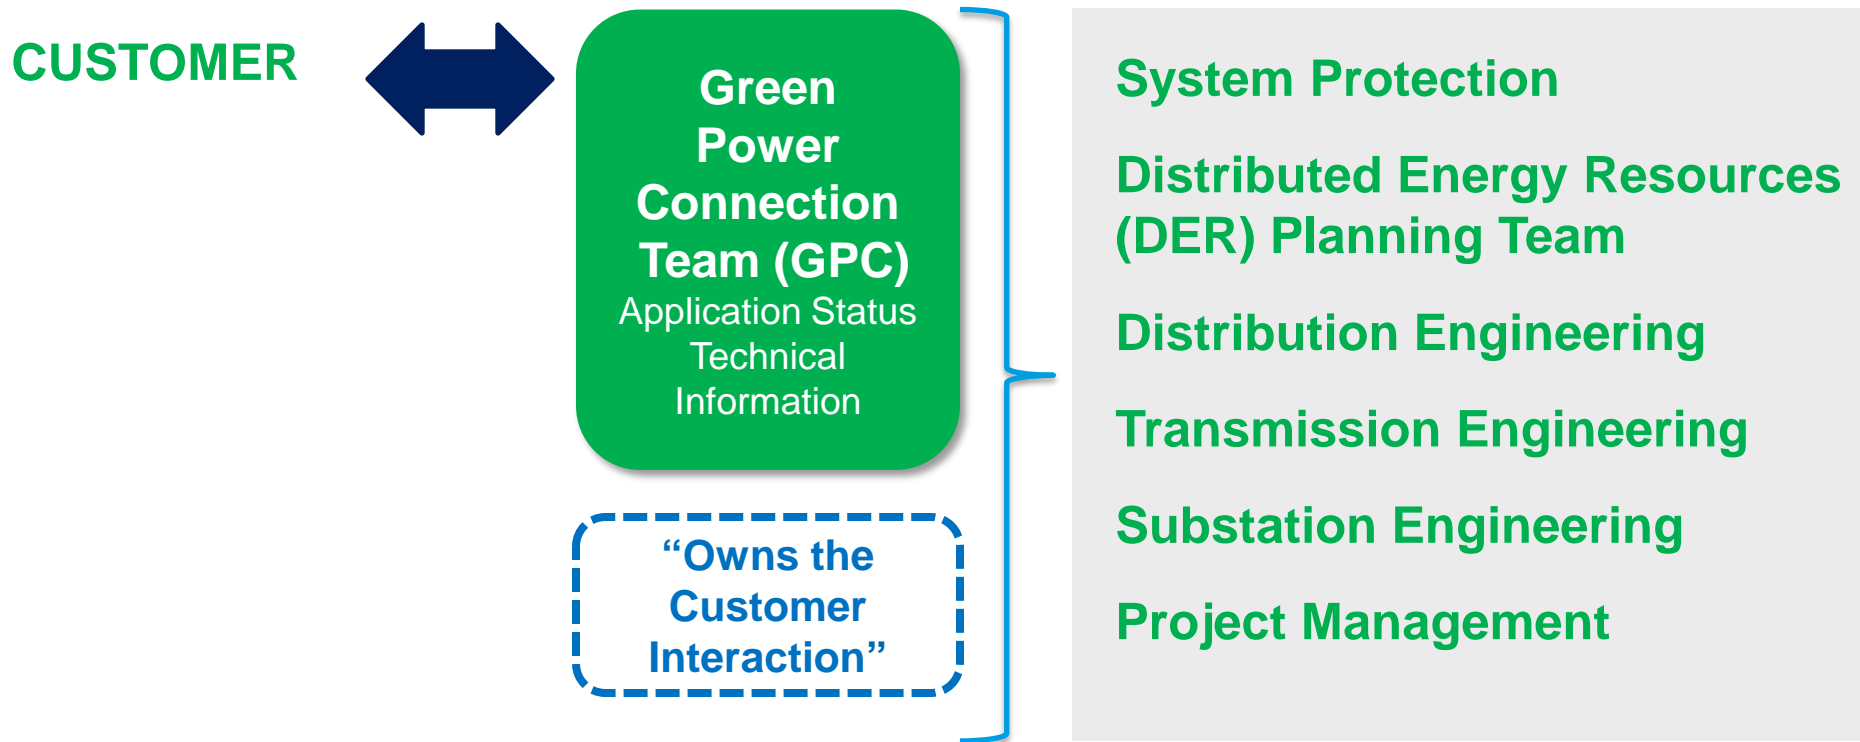 CUSTOMER
Green
Power
Connection
Team (GPC)
Application Status
Technical
Information
“Owns the
Customer
Interaction”
System Protection
Distributed Energy Resources
(DER) Planning Team
Distribution Engineering
Transmission Engineering
Substation Engineering
Project Management